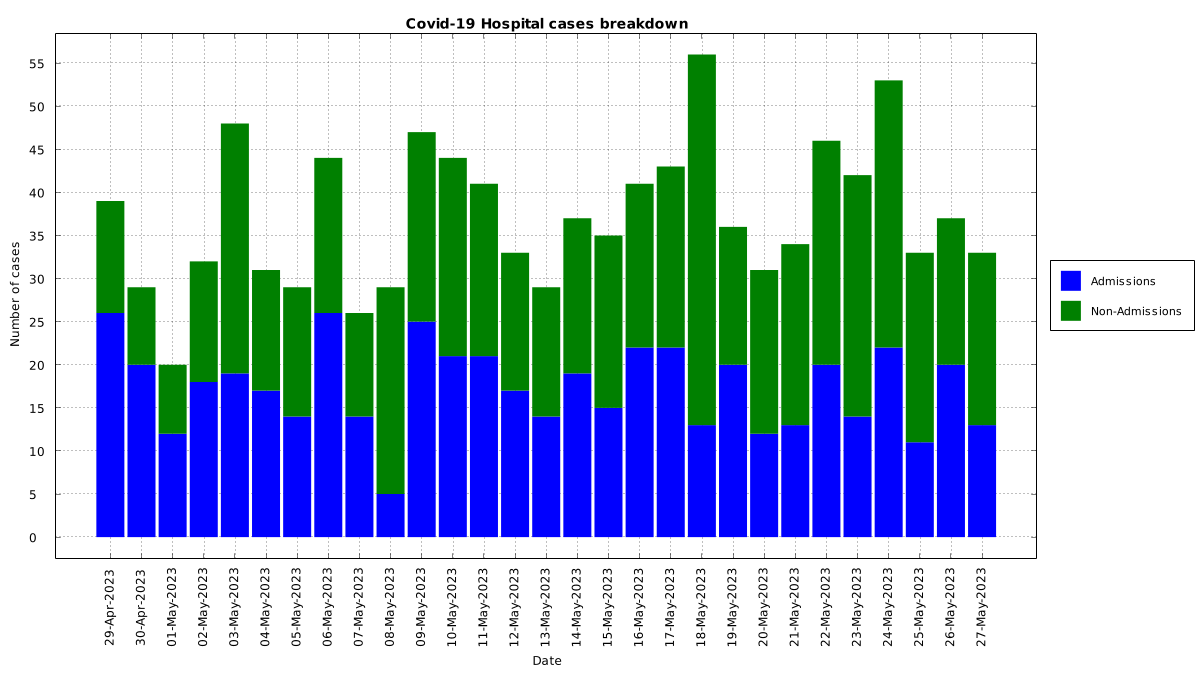 Covid-19 Hospital cases breakdown
Number of cases
55
50
45
40
35
30
25
20
15
10
5
0
29-Apr-2023
30-Apr-2023
01-May-2023
02-May-2023
03-May-2023
04-May-2023
05-May-2023
06-May-2023
07-May-2023
08-May-2023
09-May-2023
10-May-2023
11-May-2023
12-May-2023
13-May-2023
14-May-2023
15-May-2023
16-May-2023
17-May-2023
18-May-2023
19-May-2023
20-May-2023
21-May-2023
22-May-2023
23-May-2023
24-May-2023
25-May-2023
26-May-2023
27-May-2023
Date
Admissions
Non-Admissions